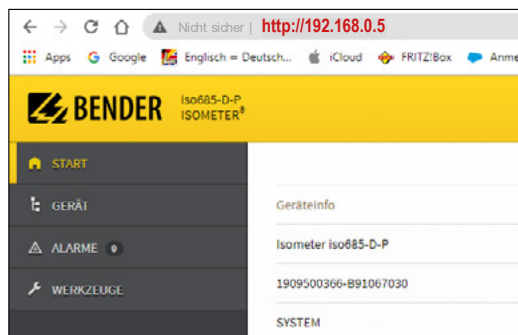 Nicht sicher | http://192.168.0.5
Apps Google Englisch = Deutsch... iCloud FRITZ!Box Anme
BENDER
iso685-D-P
ISOMETER®
START
GERÄT
ALARME 0
WERKZEUGE
Geräteinfo
Isometer iso685-D-P
1909500366-B91067030
SYSTEM